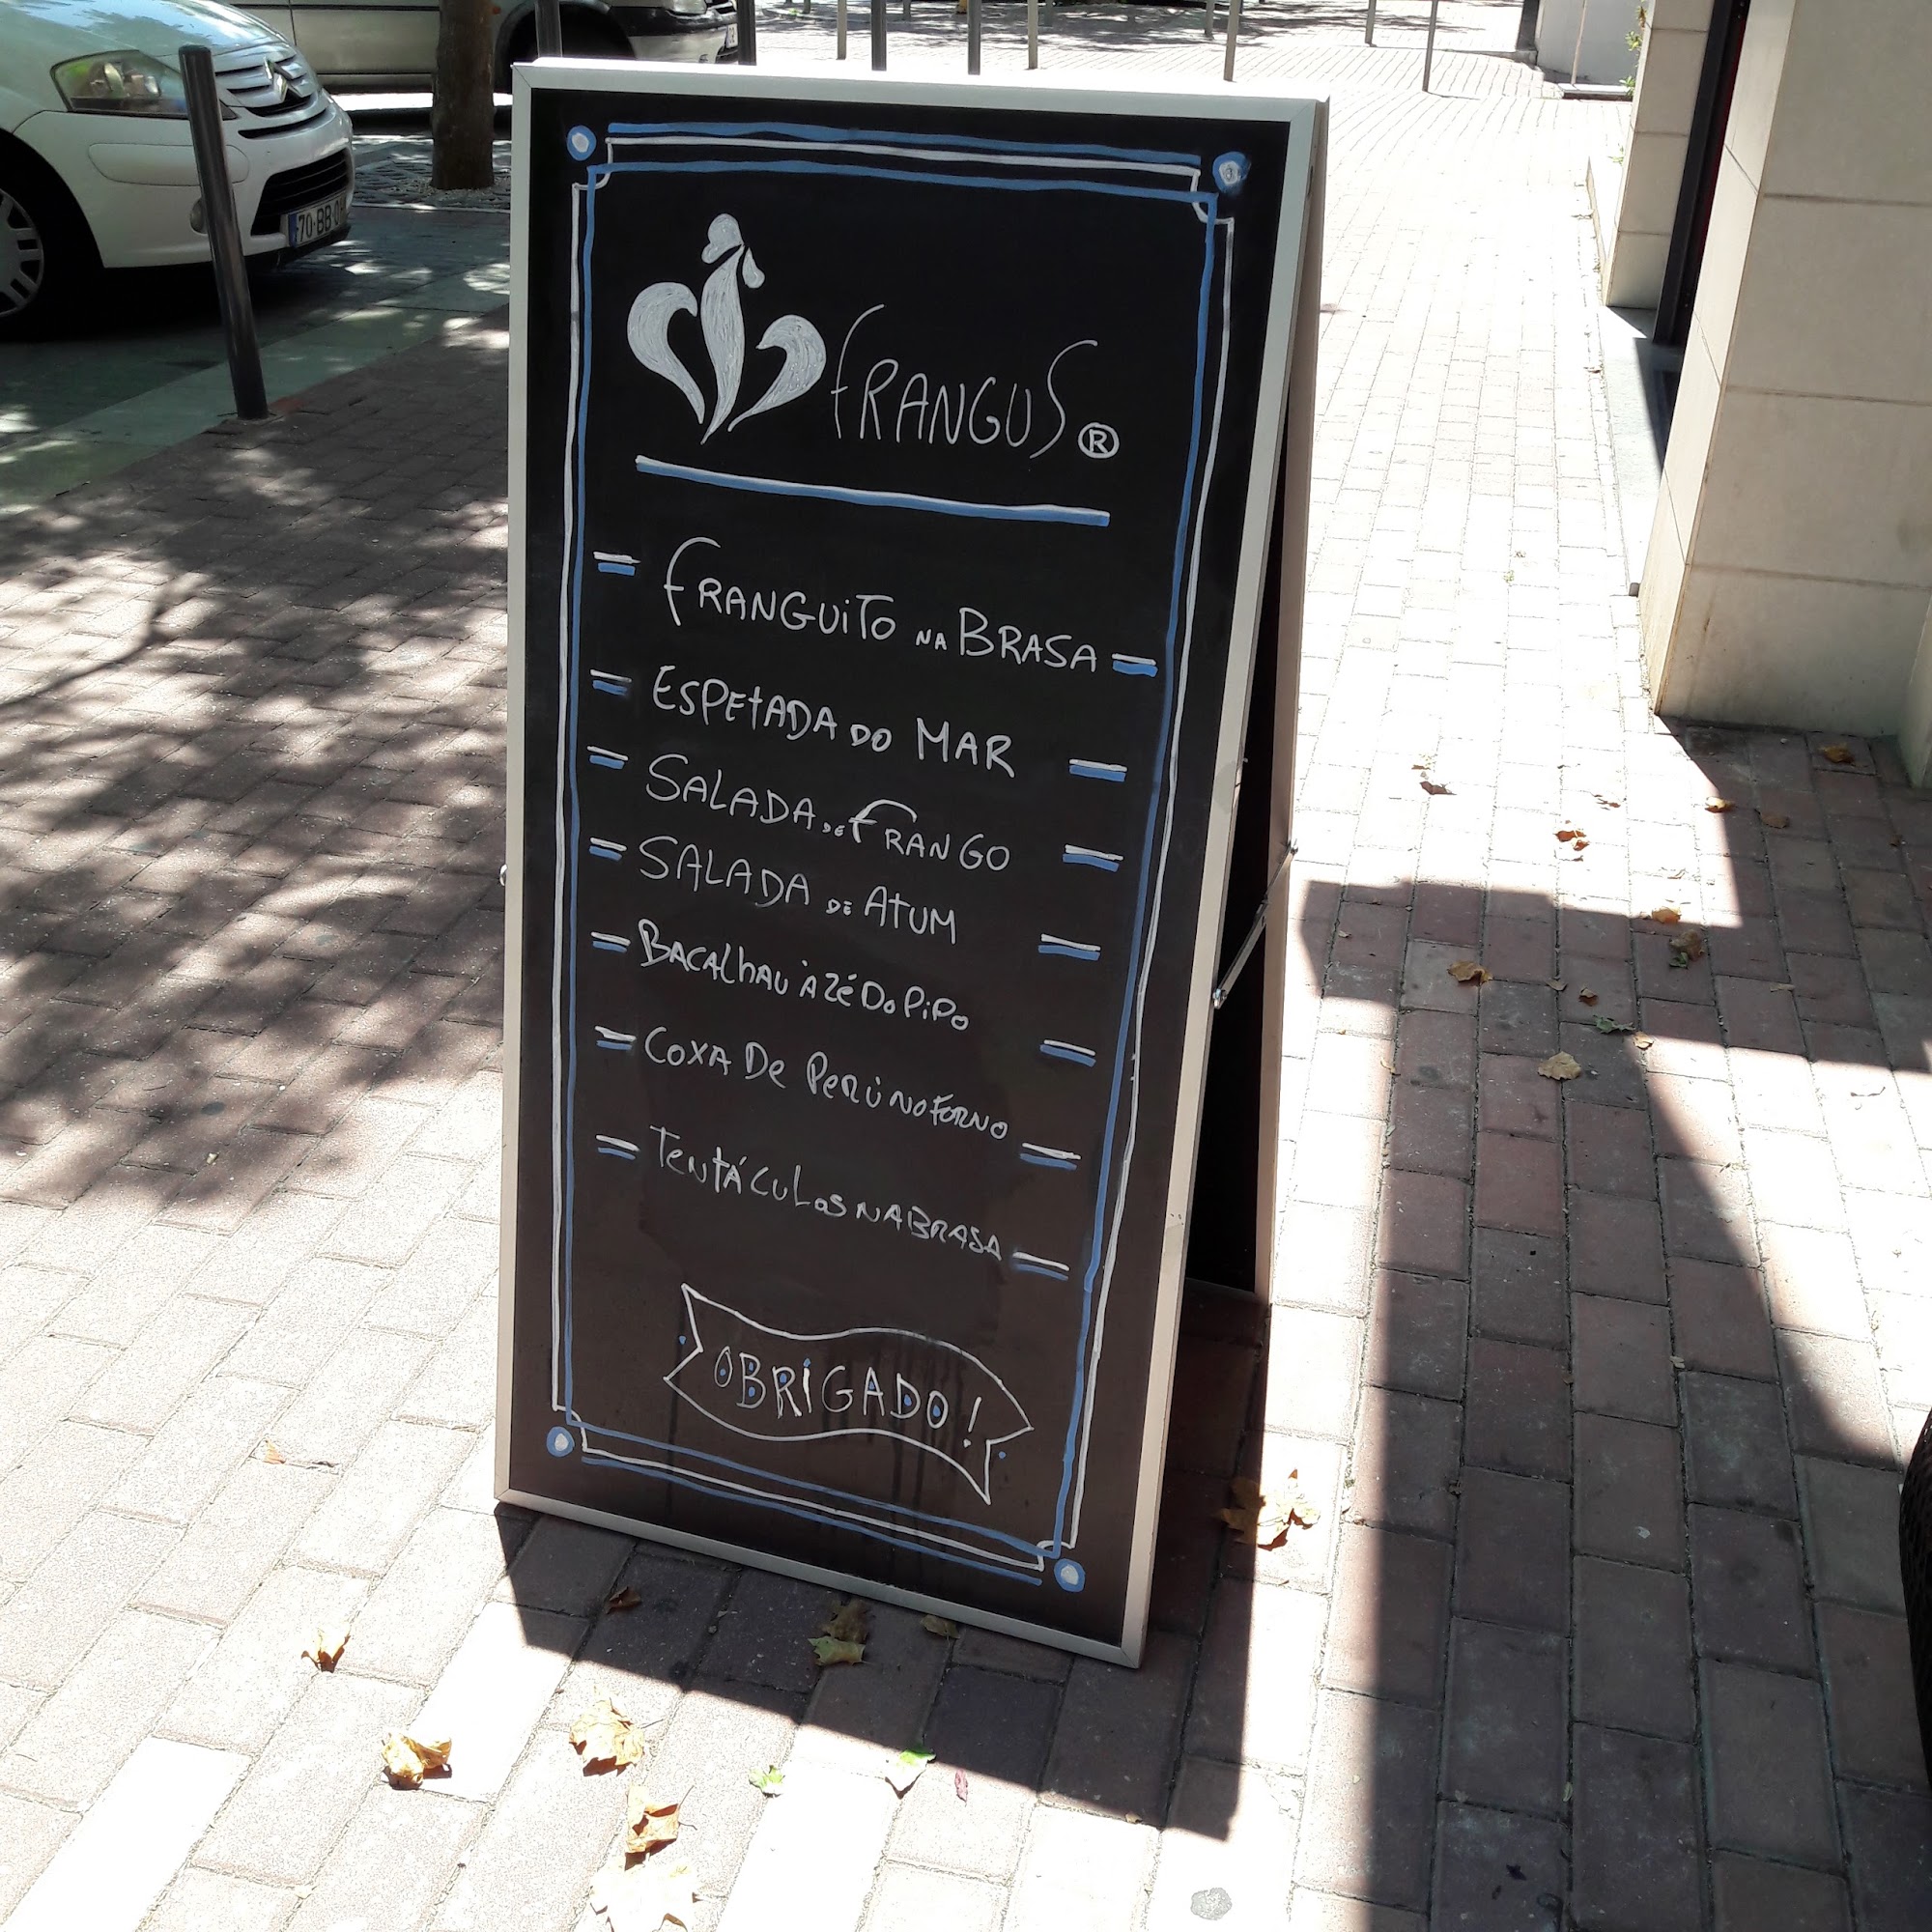 FRANGUS ®
FRANGUITO NA BRASA
ESPETADA DO MAR
SALADA DE FRANGO
SALADA DE ATUM
BACALHAU À ZÉ DO PIPO
COXA DE PERÚ NO FORNO
TENTÁCULOS NA BRASA
OBRIGADO!